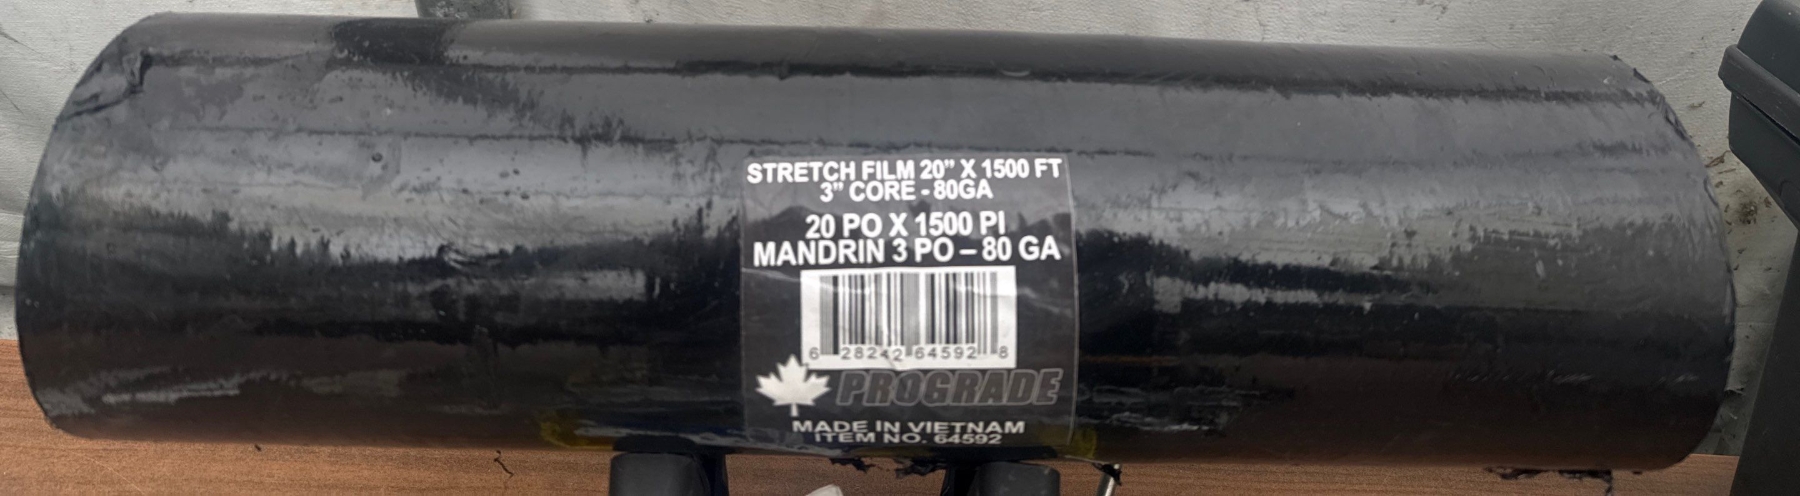 STRETCH FILM 20" X 1500 FT
3" CORE - 80GA
20 PO X 1500 PI
MANDRIN 3 PO – 80 GA
6 28242 64592 8
PROGRADE
MADE IN VIETNAM
ITEM NO. 64592